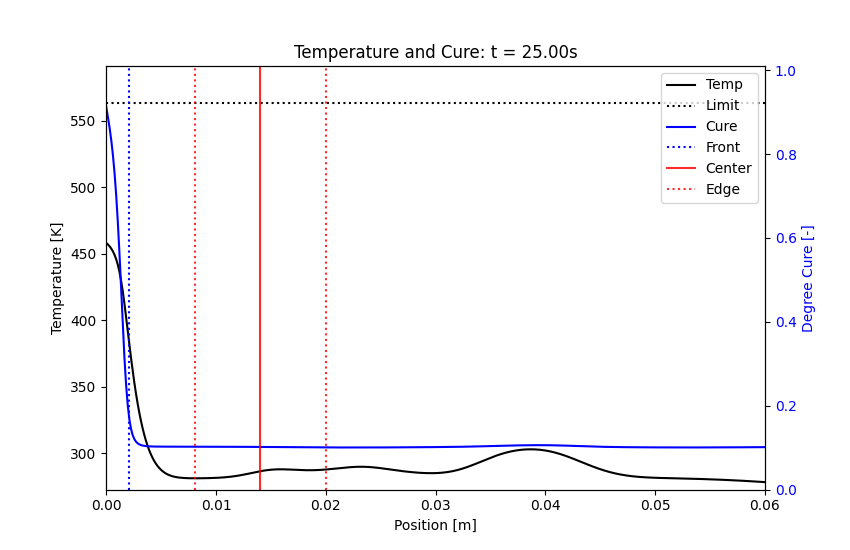 Temperature and Cure: t = 25.00s
Temp
Limit
Cure
Front
Center
Edge
Temperature [K]
550
500
450
400
350
300
1.0
0.8
0.6
0.4
0.2
0.0
Degree Cure [-]
0.00
0.01
0.02
0.03
0.04
0.05
0.06
Position [m]